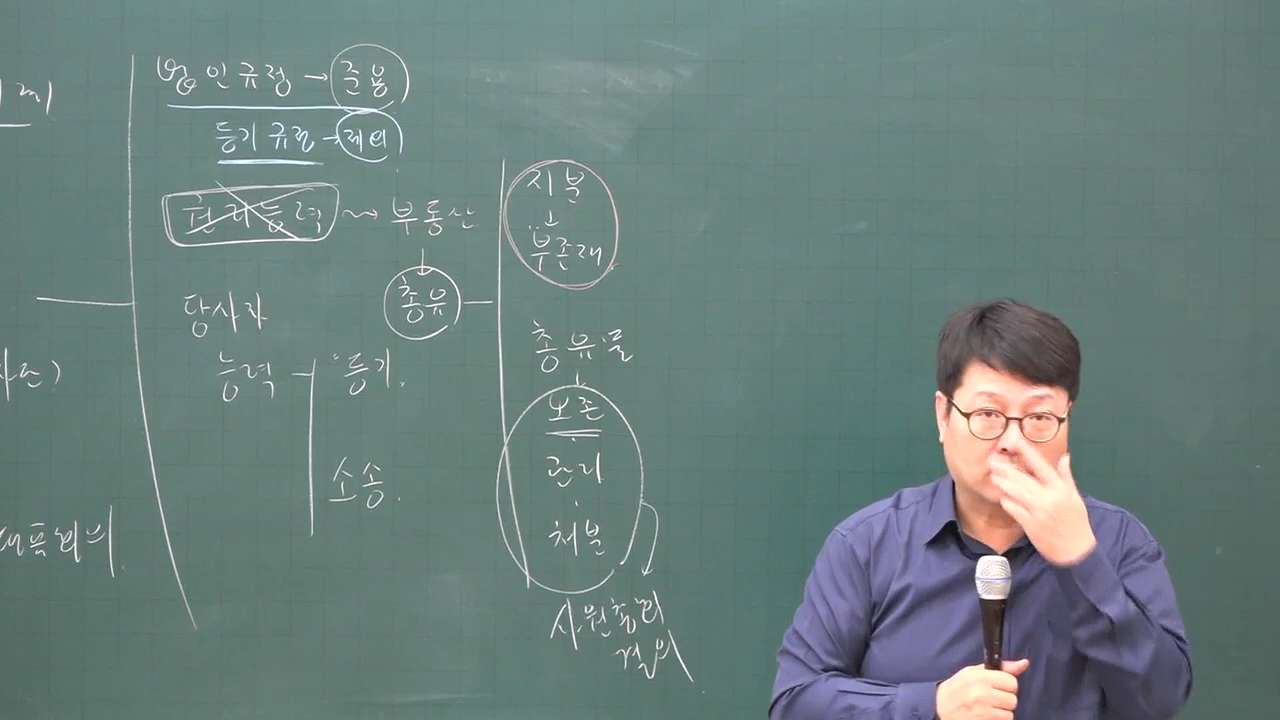 법인규정 → 준용
등기규정 → 제외
권리능력 ⇝ 부동산
↓
총유
지분
부존재
당사자
능력
"등기.
소송.
총유물
↓
보존
관리
처분
사원총회
결의